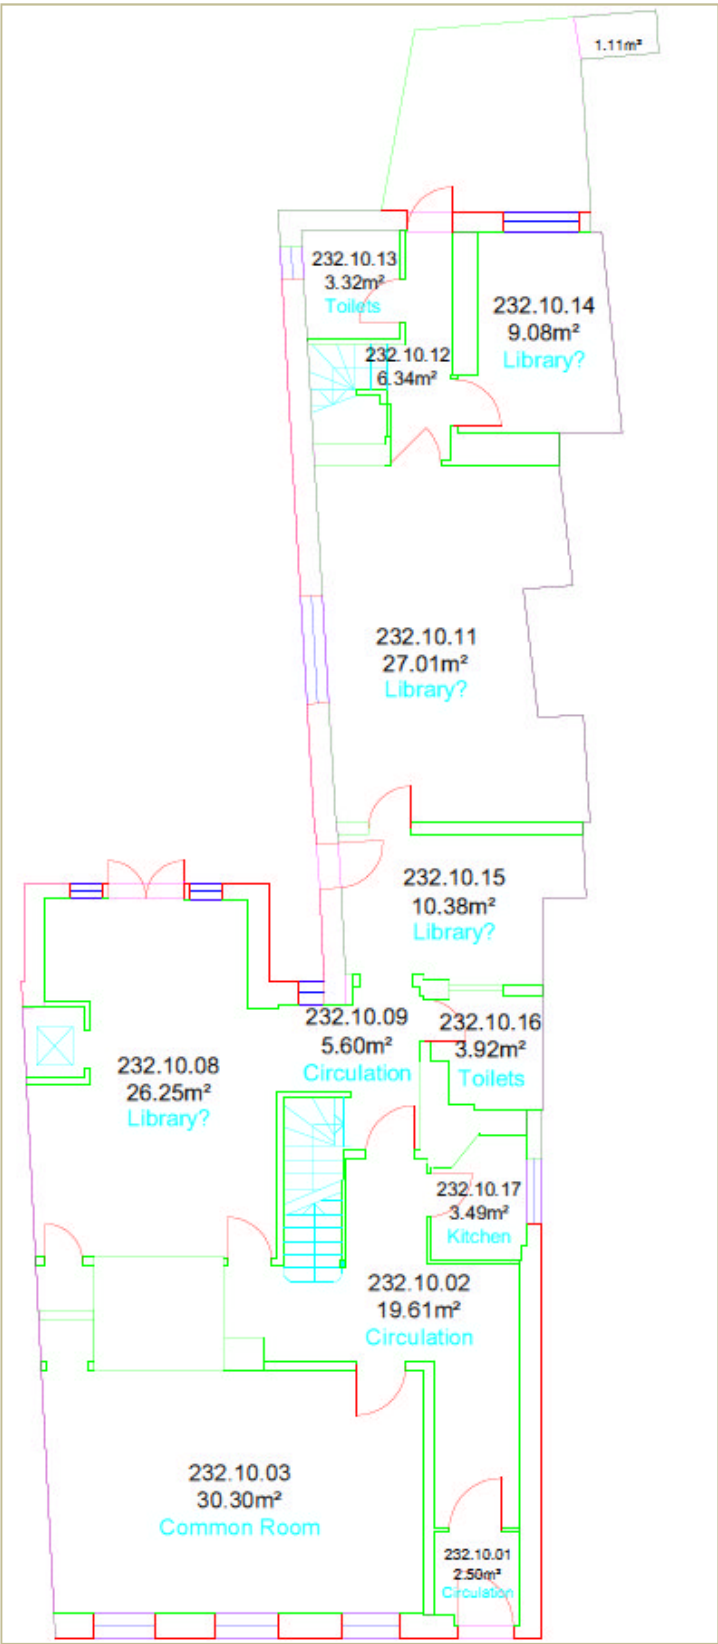 1.11m²
232.10.13
3.32m²
Toilets
232.10.14
9.08m²
Library?
232.10.12
6.34m²
232.10.11
27.01m²
Library?
232.10.15
10.38m²
Library?
232.10.09
5.60m²
Circulation
232.10.16
3.92m²
Toilets
232.10.08
26.25m²
Library?
232.10.17
3.49m²
Kitchen
232.10.02
19.61m²
Circulation
232.10.03
30.30m²
Common Room
232.10.01
2.50m²
Circulation